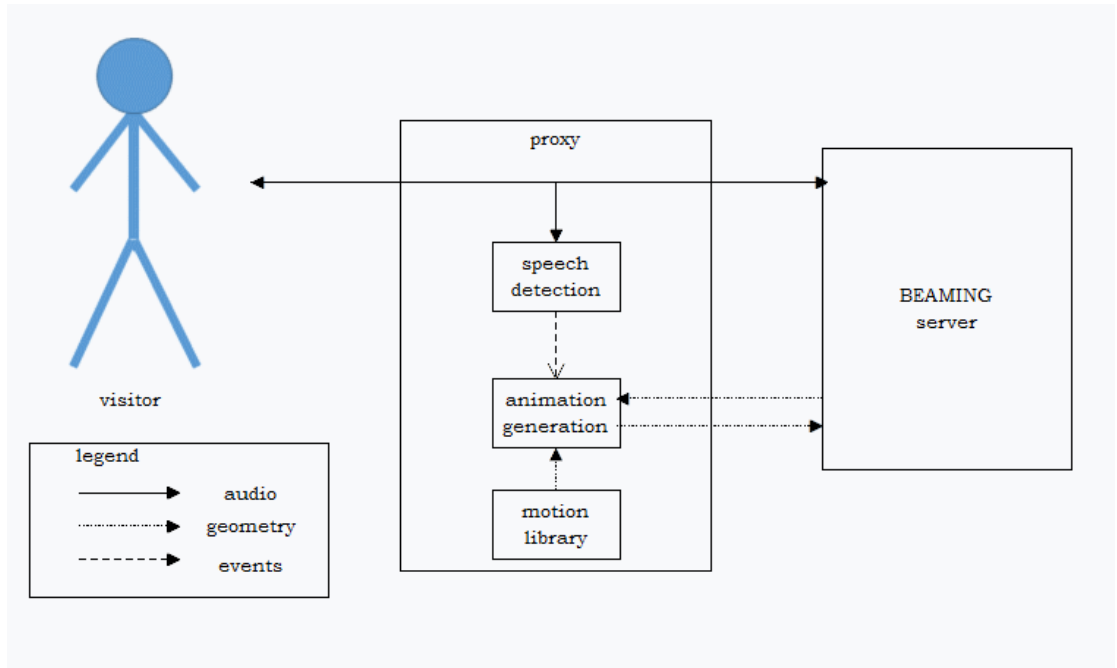 proxy
speech
detection
BEAMING
server
animation
generation
visitor
motion
library
legend
audio
geometry
events